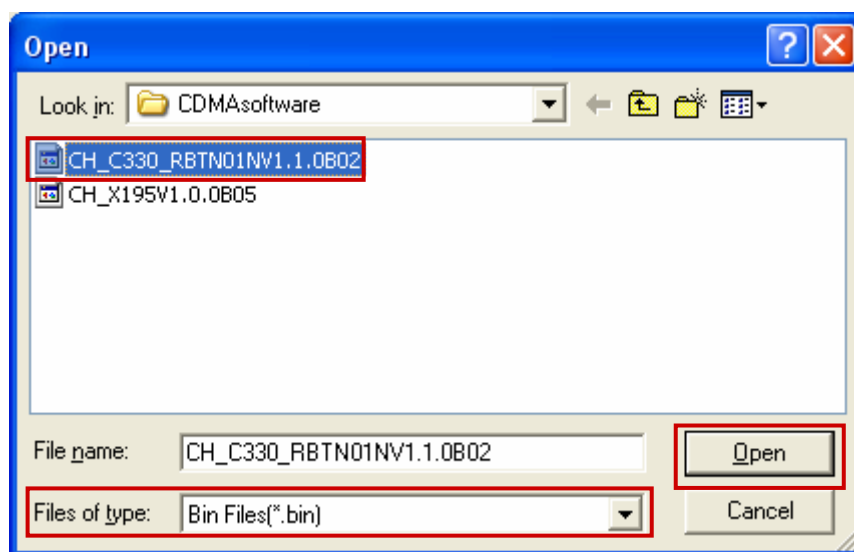 Open
Look in: CDMAsoftware
CH_C330_RBTN01NV1.1.0B02
CH_X195V1.0.0B05
File name: CH_C330_RBTN01NV1.1.0B02 Open
Files of type: Bin Files(*.bin) Cancel